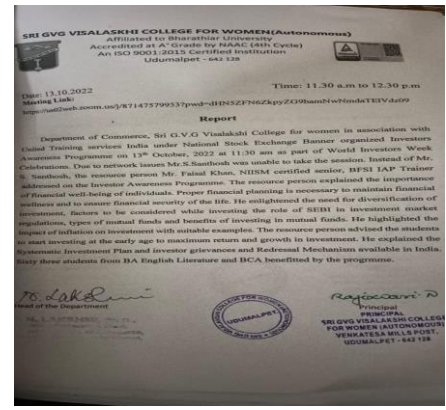 SRI GVG VISALASKHI COLLEGE FOR WOMEN(Autonomous)
Affiliated to Bharathiar University
Accredited at A+ Grade by NAAC (4th Cycle)
An ISO 9001:2015 Certified Institution
Udumalpet - 642 128
Date: 13.10.2022
Time: 11.30 a.m to 12.30 p.m
Meeting Link:
Report
Department of Commerce, Sri G.V.G Visalakshi College for women in association with
United Training services India under National Stock Exchange Banner organized Investors
Awareness Programme on 13th October, 2022 at 11:30 am as part of World Investors Week
Celebrations. Due to network issues Mr.S.Santhosh was unable to take the session. Instead of Mr.
S. Santhosh, the resource person Mr. Faisal Khan, NIISM certified senior, BFSI IAP Trainer
addressed on the Investor Awareness Programme. The resource person explained the importance
of financial well-being of individuals. Proper financial planning is necessary to maintain financial
wellness and to ensure financial security of the life. He enlightened the need for diversification of
investment, factors to be considered while investing the role of SEBI in investment market
regulations, types of mutual funds and benefits of investing in mutual funds. He highlighted the
impact of inflation on investment with suitable examples. The resource person advised the students
to start investing at the early age to maximum return and growth in investment. He explained the
Systematic Investment Plan and investor grievances and Redressal Mechanism available in India.
Sixty three students from BA English Literature and BCA benefitted by the programme.
Head of the Department
UDUMALPET
Principal
PRINCIPAL
SRI GVG VISALAKSHI COLLEGE
FOR WOMEN (AUTONOMOUS)
VENKATESA MILLS POST,
UDUMALPET - 642 128